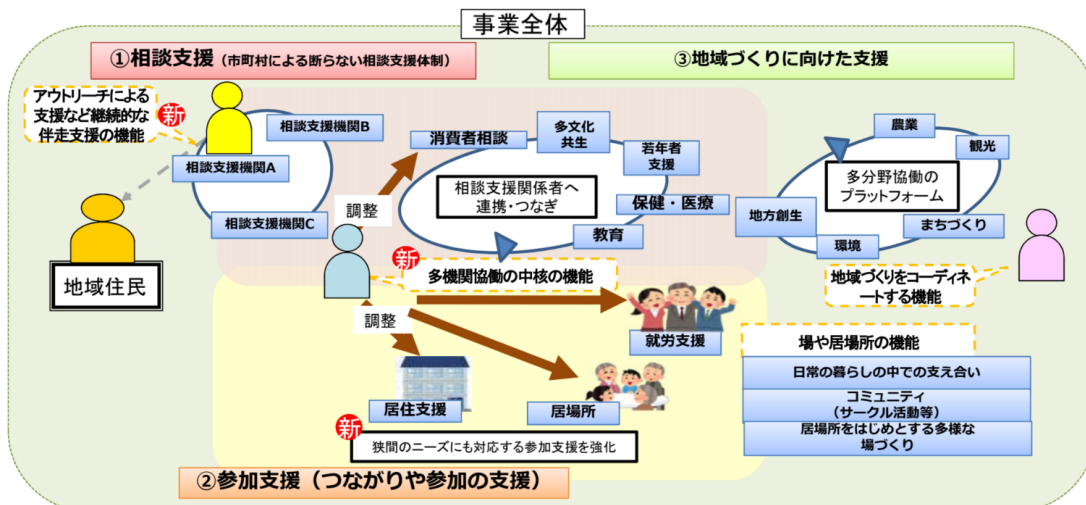 事業全体
①相談支援（市町村による断らない相談支援体制）
③地域づくりに向けた支援
アウトリーチによる
支援など継続的な
伴走支援の機能
新
相談支援機関B
相談支援機関A
相談支援機関C
地域住民
調整
消費者相談
多文化
共生
若年者
支援
保健・医療
教育
相談支援関係者へ
連携・つなぎ
新
多機関協働の中核の機能
調整
就労支援
居住支援
居場所
新
狭間のニーズにも対応する参加支援を強化
②参加支援（つながりや参加の支援）
農業
観光
多分野協働の
プラットフォーム
地方創生
まちづくり
環境
地域づくりをコーディネ
ートする機能
場や居場所の機能
日常の暮らしの中での支え合い
コミュニティ
（サークル活動等）
居場所をはじめとする多様な
場づくり